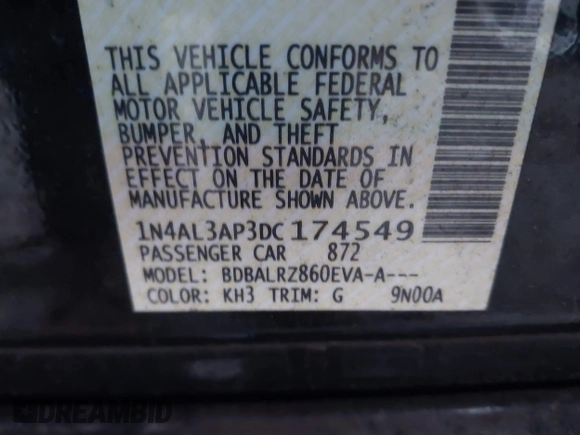 THIS VEHICLE CONFORMS TO
ALL APPLICABLE FEDERAL
MOTOR VEHICLE SAFETY,
BUMPER, AND THEFT
PREVENTION STANDARDS IN
EFFECT ON THE DATE OF
MANUFACTURE SHOWN ABOVE.
1N4AL3AP3DC174549
PASSENGER CAR 872
MODEL: BDBALRZ860EVA-A---
COLOR: KH3 TRIM: G 9N00A
DREAMBID